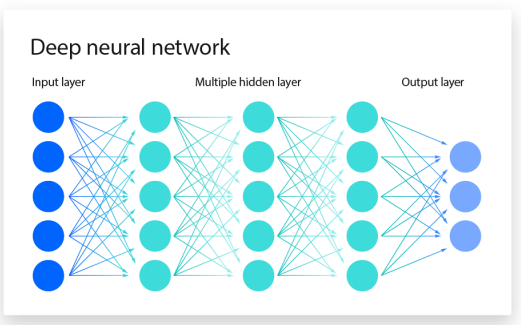 Deep neural network
Input layer
Multiple hidden layer
Output layer